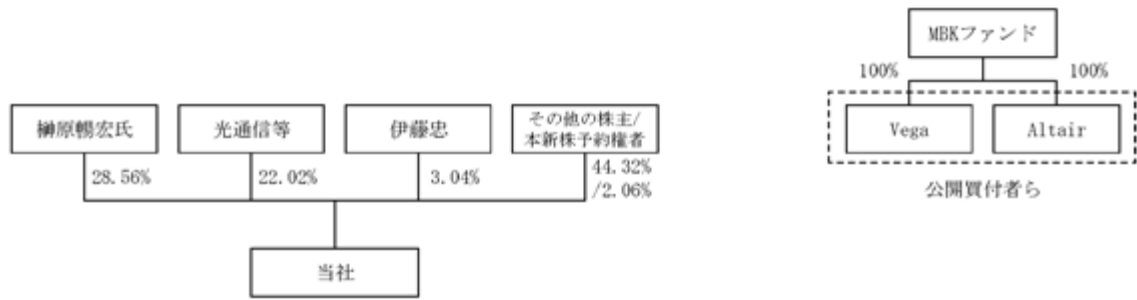 MBKファンド
100%
100%
Vega
Altair
公開買付者ら
榊原暢宏氏
光通信等
伊藤忠
その他の株主/
本新株予約権者
28.56%
22.02%
3.04%
44.32%
/2.06%
当社